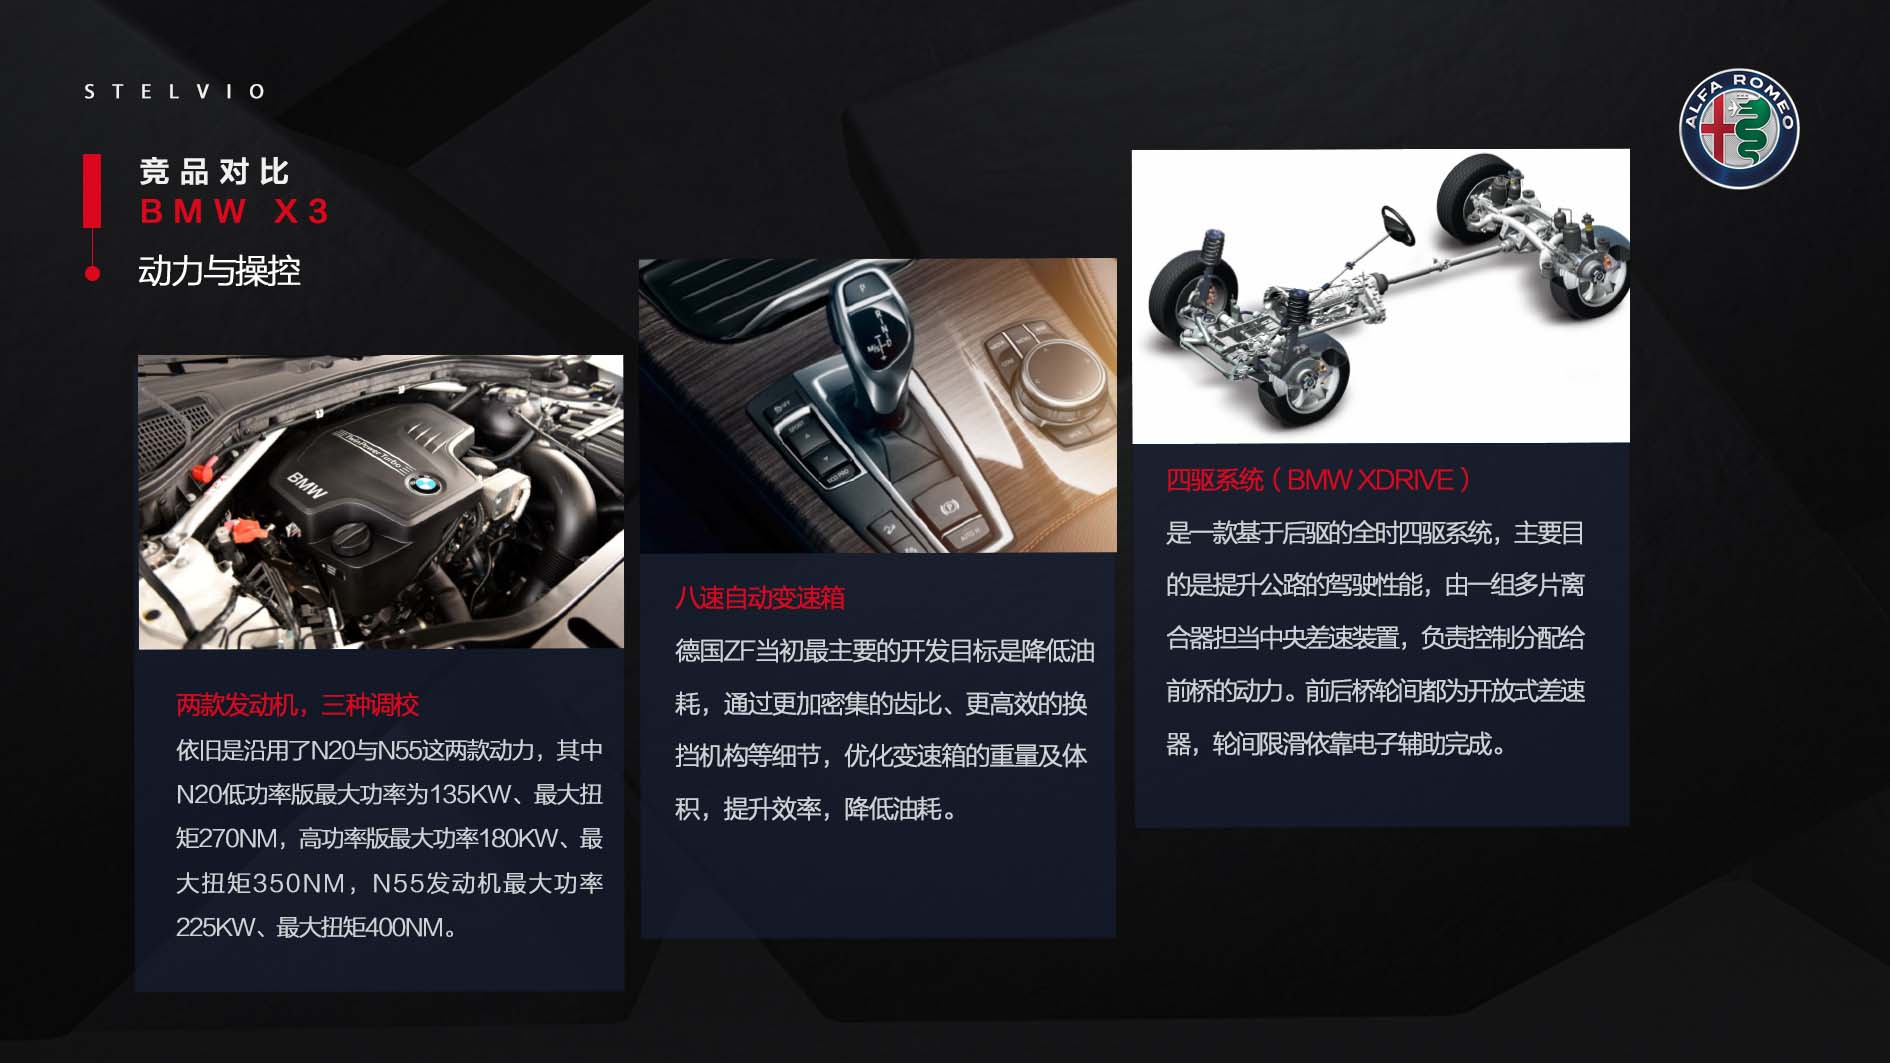 STELVIO
ALFA ROMEO
竞品对比
BMW X3
动力与操控
TwinPower Turbo
BMW
两款发动机，三种调校
依旧是沿用了N20与N55这两款动力，其中
N20低功率版最大功率为135KW、最大扭
矩270NM，高功率版最大功率180KW、最
大扭矩350NM，N55发动机最大功率
225KW、最大扭矩400NM。
P
R
N
D
M/S
SPORT
ECO PRO
AUTO H
八速自动变速箱
德国ZF当初最主要的开发目标是降低油
耗，通过更加密集的齿比、更高效的换
挡机构等细节，优化变速箱的重量及体
积，提升效率，降低油耗。
四驱系统（BMW XDRIVE）
是一款基于后驱的全时四驱系统，主要目
的是提升公路的驾驶性能，由一组多片离
合器担当中央差速装置，负责控制分配给
前桥的动力。前后桥轮间都为开放式差速
器，轮间限滑依靠电子辅助完成。